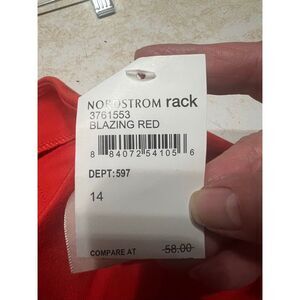 NORDSTROM rack
3761553
BLAZING RED
8 84072 54105 6
DEPT:597
14
COMPARE AT 58.00